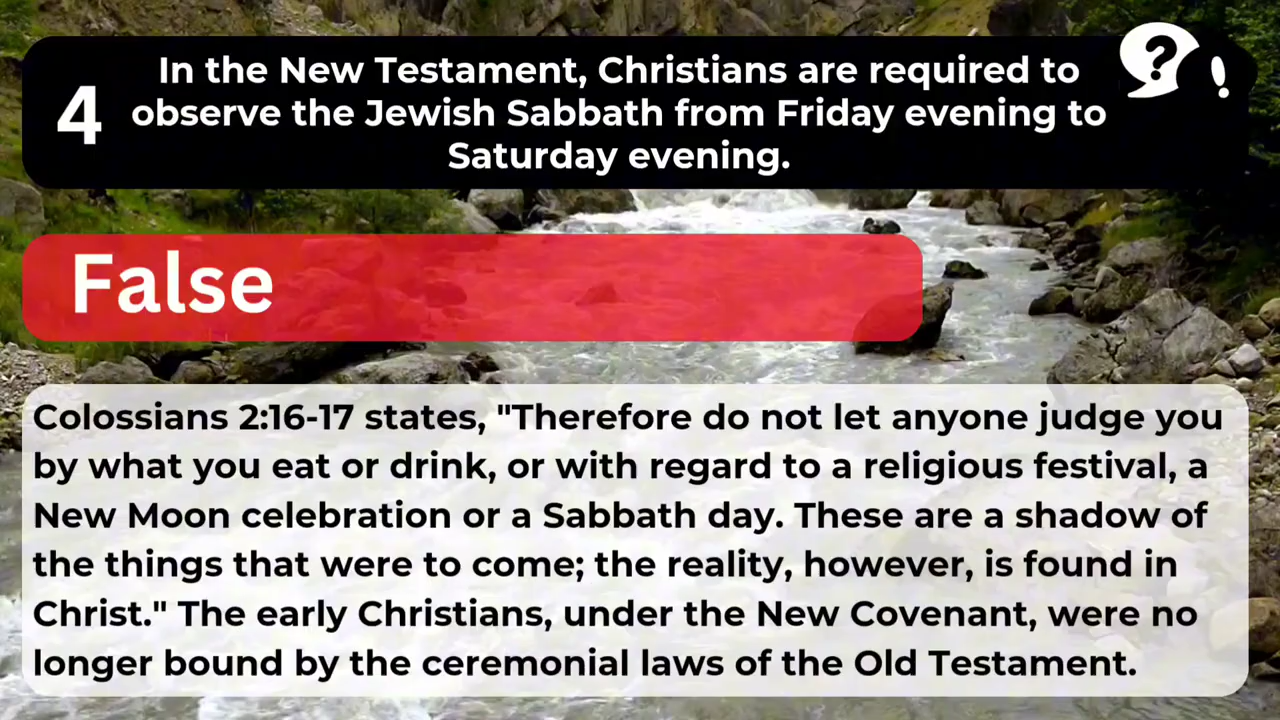 In the New Testament, Christians are required to
4 observe the Jewish Sabbath from Friday evening to
Saturday evening.
? !
False
Colossians 2:16-17 states, "Therefore do not let anyone judge you
by what you eat or drink, or with regard to a religious festival, a
New Moon celebration or a Sabbath day. These are a shadow of
the things that were to come; the reality, however, is found in
Christ." The early Christians, under the New Covenant, were no
longer bound by the ceremonial laws of the Old Testament.